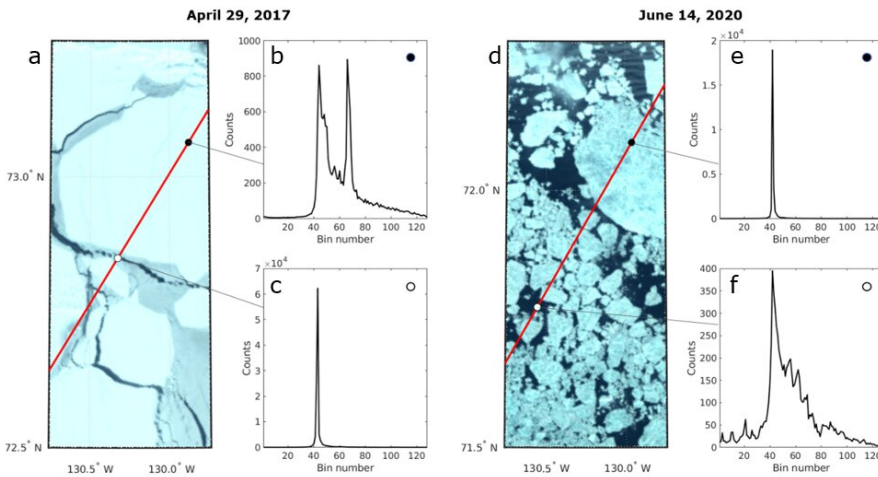 April 29, 2017
June 14, 2020
a
73.0° N
72.5° N
130.5° W
130.0° W
b
1000
800
600
400
200
0
Counts
20
40
60
80
100
120
Bin number
c
7 ×10⁴
6
5
4
3
2
1
0
Counts
20
40
60
80
100
120
Bin number
d
72.0° N
71.5° N
130.5° W
130.0° W
e
2 ×10⁴
1.5
1
0.5
0
Counts
20
40
60
80
100
120
Bin number
f
400
350
300
250
200
150
100
50
0
Counts
20
40
60
80
100
120
Bin number